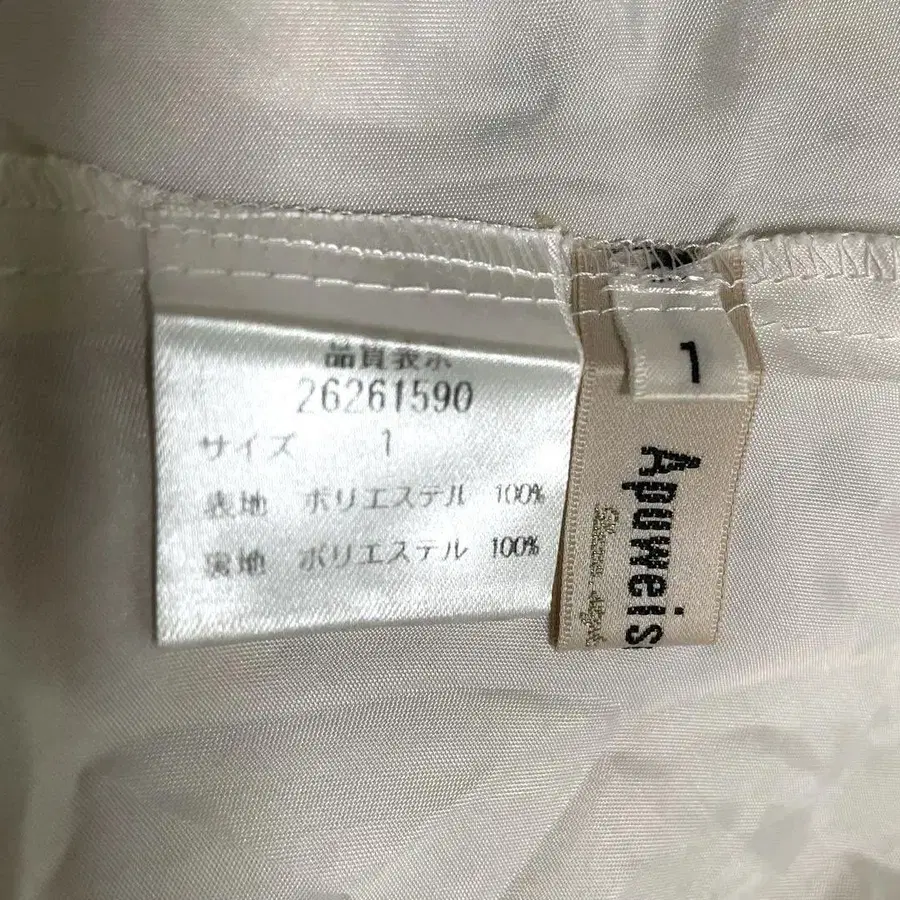 品質表示
26261590
サイズ 1
表地 ポリエステル 100%
裏地 ポリエステル 100%
1
Apuweis